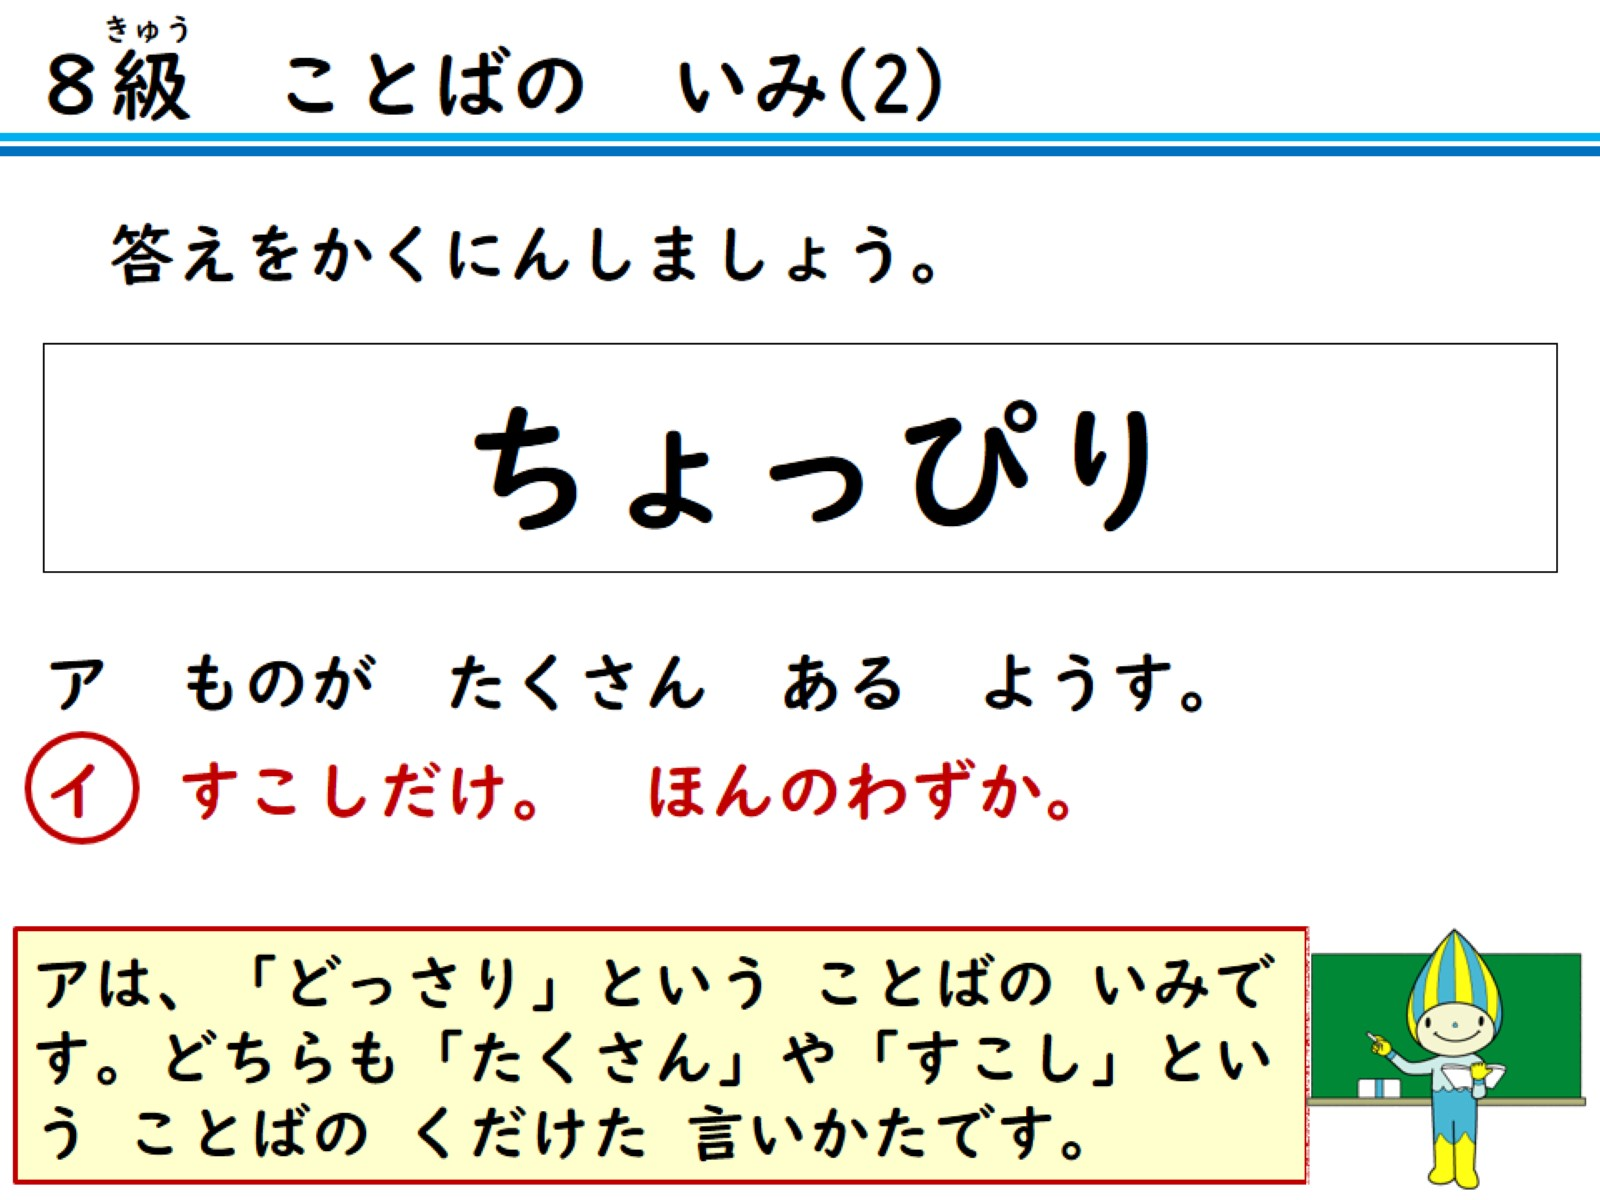 きゅう
８級　ことばの　いみ(2)
答えをかくにんしましょう。
ちょっぴり
ア　ものが　たくさん　ある　ようす。
イ　すこしだけ。　ほんのわずか。
アは、「どっさり」という ことばの いみで
す。どちらも「たくさん」や「すこし」とい
う ことばの くだけた 言いかたです。